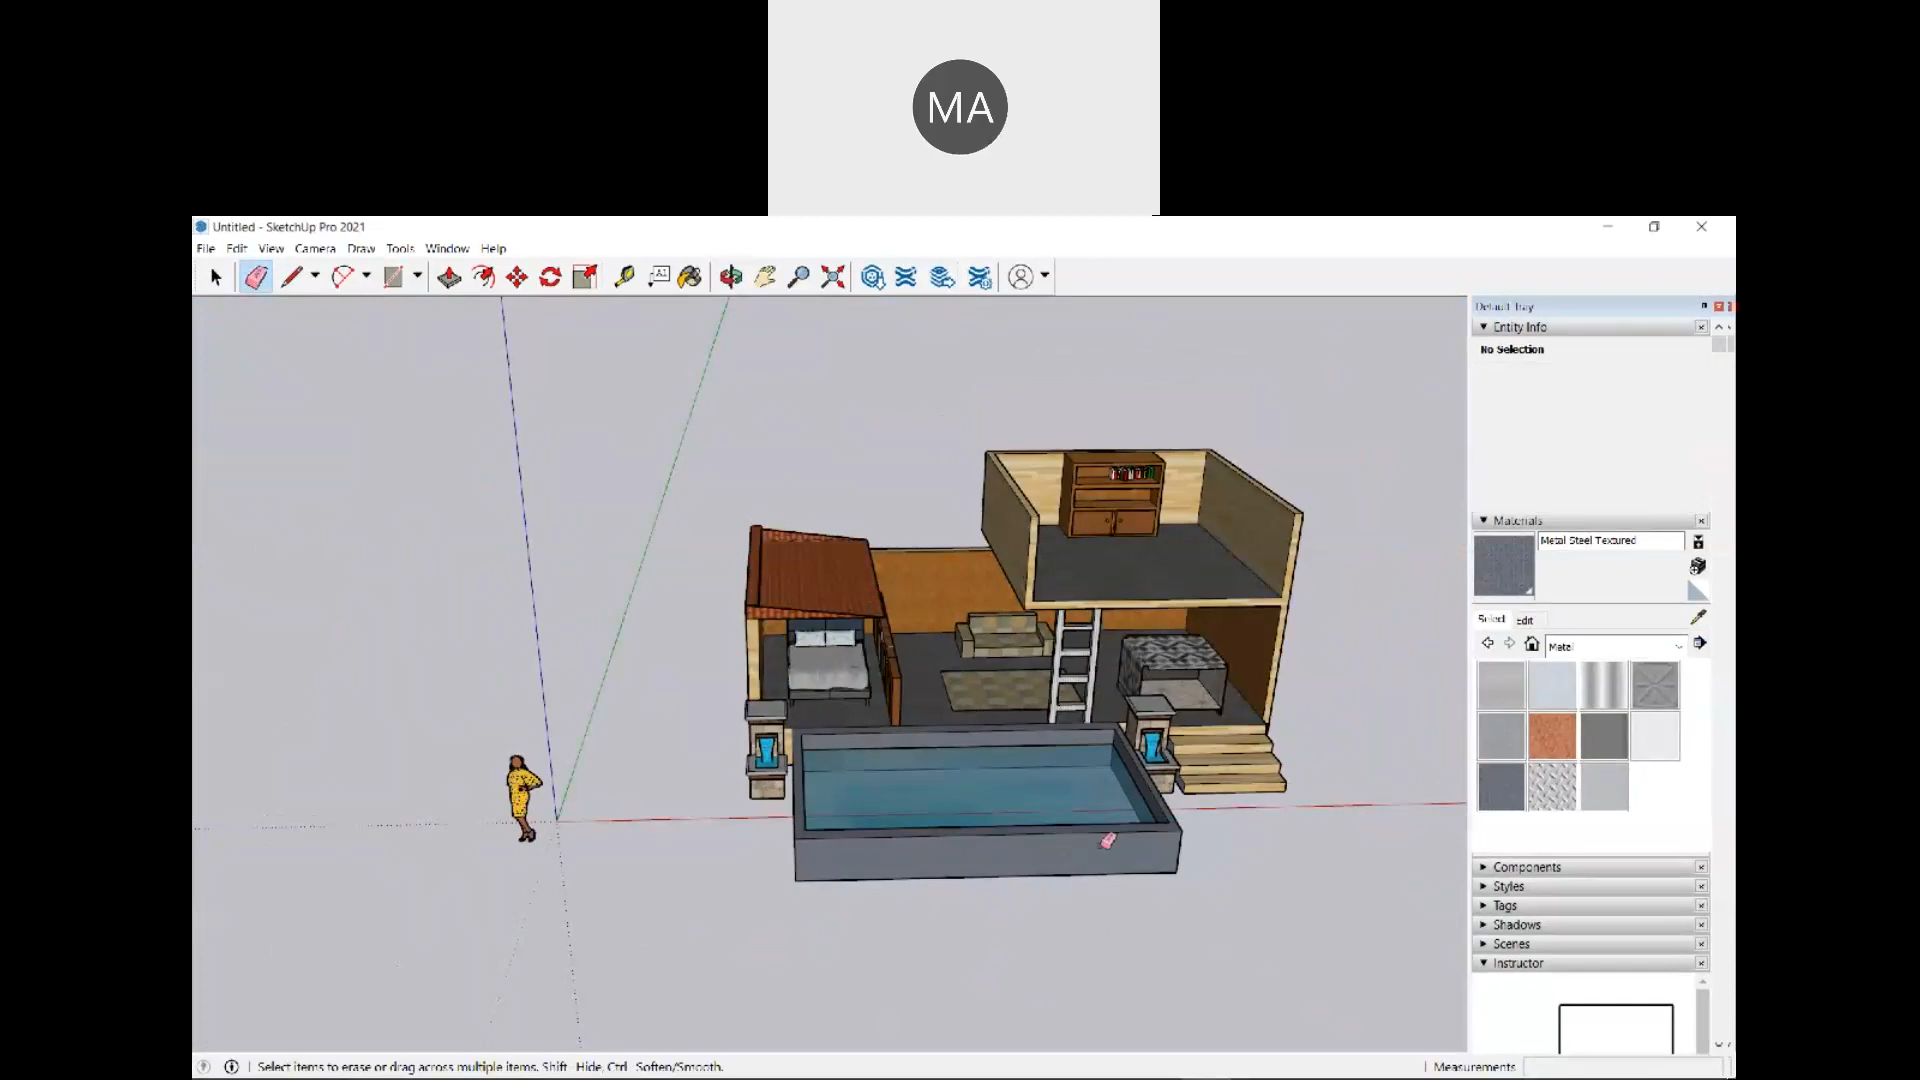 MA
Untitled - SketchUp Pro 2021
File Edit View Camera Draw Tools Window Help
A1
Default Tray
Entity Info
No Selection
Materials
Metal Steel Textured
Select Edit
Metal
Components
Styles
Tags
Shadows
Scenes
Instructor
Select items to erase or drag across multiple items. Shift Hide, Ctrl Soften/Smooth.
Measurements